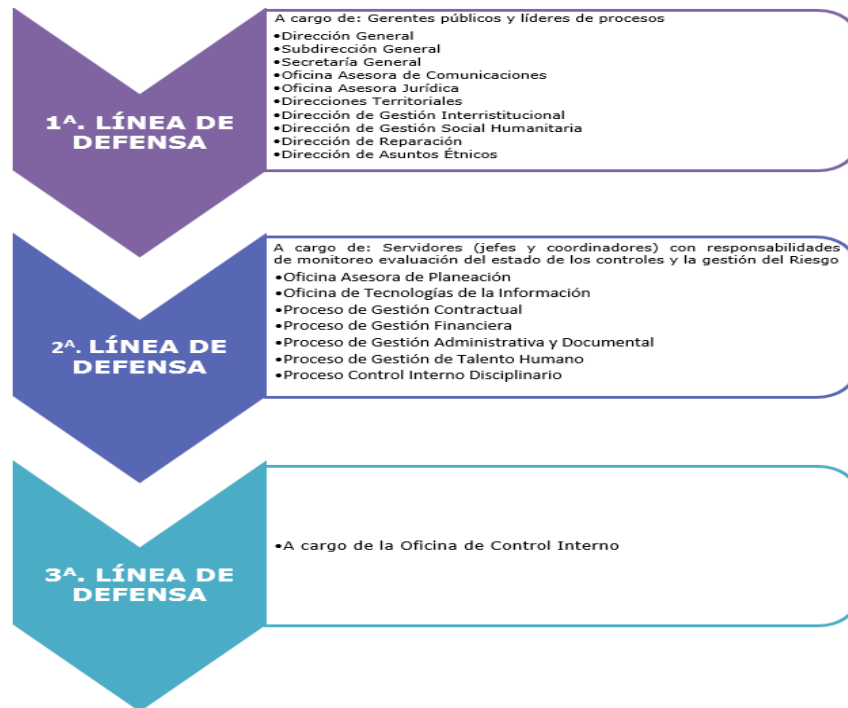 1ᴬ. LÍNEA DE
DEFENSA
A cargo de: Gerentes públicos y líderes de procesos
•Dirección General
•Subdirección General
•Secretaría General
•Oficina Asesora de Comunicaciones
•Oficina Asesora Jurídica
•Direcciones Territoriales
•Dirección de Gestión Interristitucional
•Dirección de Gestión Social Humanitaria
•Dirección de Reparación
•Dirección de Asuntos Étnicos
2ᴬ. LÍNEA DE
DEFENSA
A cargo de: Servidores (jefes y coordinadores) con responsabilidades
de monitoreo evaluación del estado de los controles y la gestión del Riesgo
•Oficina Asesora de Planeación
•Oficina de Tecnologías de la Información
•Proceso de Gestión Contractual
•Proceso de Gestión Financiera
•Proceso de Gestión Administrativa y Documental
•Proceso de Gestión de Talento Humano
•Proceso Control Interno Disciplinario
3ᴬ. LÍNEA DE
DEFENSA
•A cargo de la Oficina de Control Interno